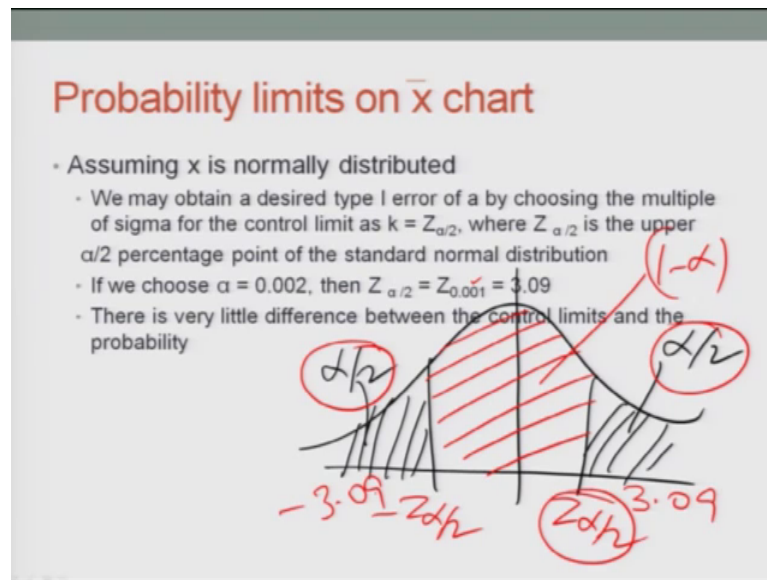 Probability limits on x̄ chart
• Assuming x is normally distributed
• We may obtain a desired type I error of a by choosing the multiple
of sigma for the control limit as k = Zα/2, where Z α/2 is the upper
α/2 percentage point of the standard normal distribution
• If we choose α = 0.002, then Z α/2 = Z0.001 = 3.09
• There is very little difference between the control limits and the
probability
(1-α)
α/2
α/2
-3.09
-Zα/2
Zα/2
3.09